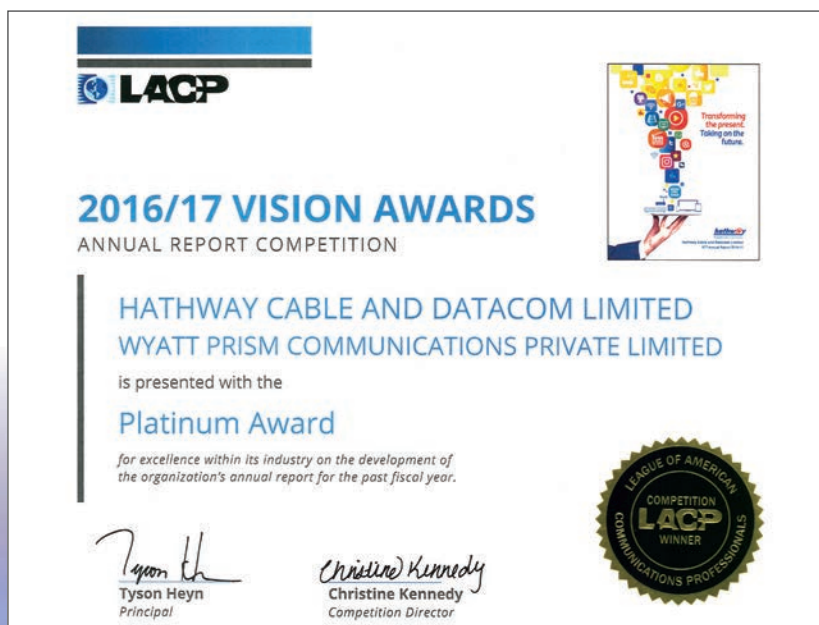 LACP
Transforming
the present.
Taking on the
future.
hathway
2016/17 VISION AWARDS
ANNUAL REPORT COMPETITION
HATHWAY CABLE AND DATACOM LIMITED
WYATT PRISM COMMUNICATIONS PRIVATE LIMITED
is presented with the
Platinum Award
for excellence within its industry on the development of
the organization's annual report for the past fiscal year.
LEAGUE OF AMERICAN
COMMUNICATIONS PROFESSIONALS
COMPETITION
LACP
WINNER
Tyson Heyn
Principal
Christine Kennedy
Christine Kennedy
Competition Director